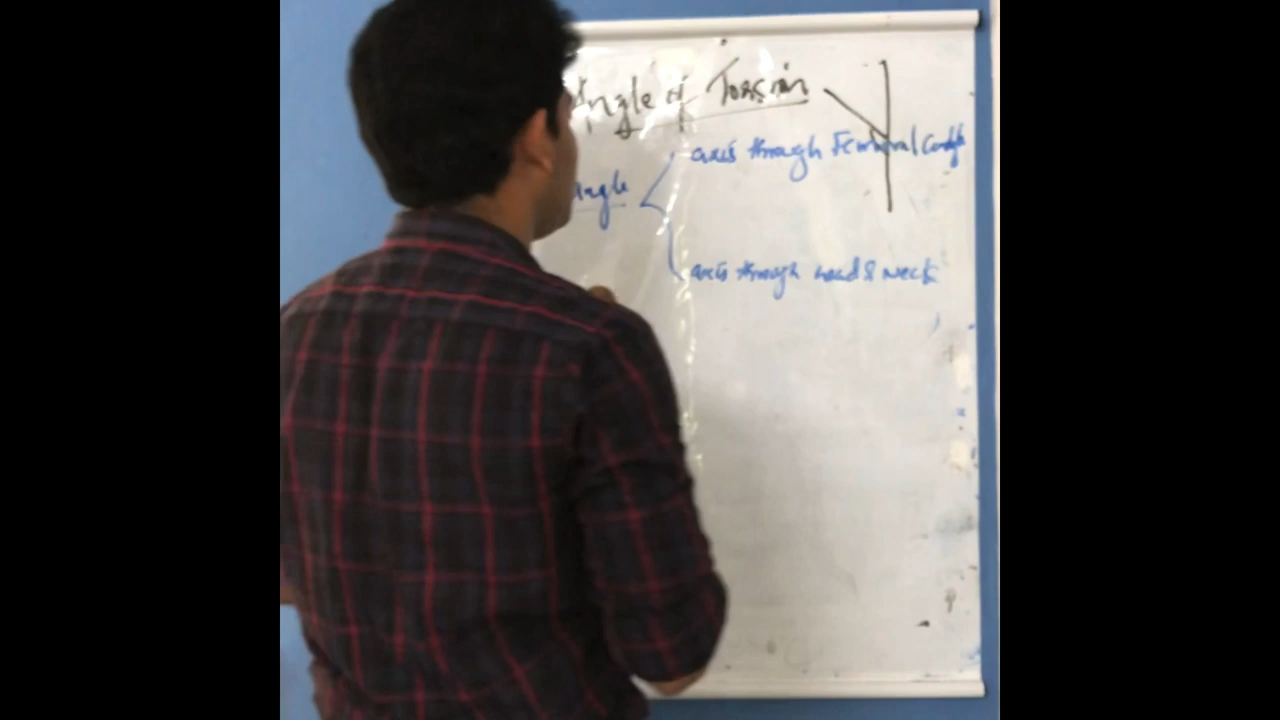 Angle of Torsion
axis through Femoral Condyle
Angle
axis through head & neck